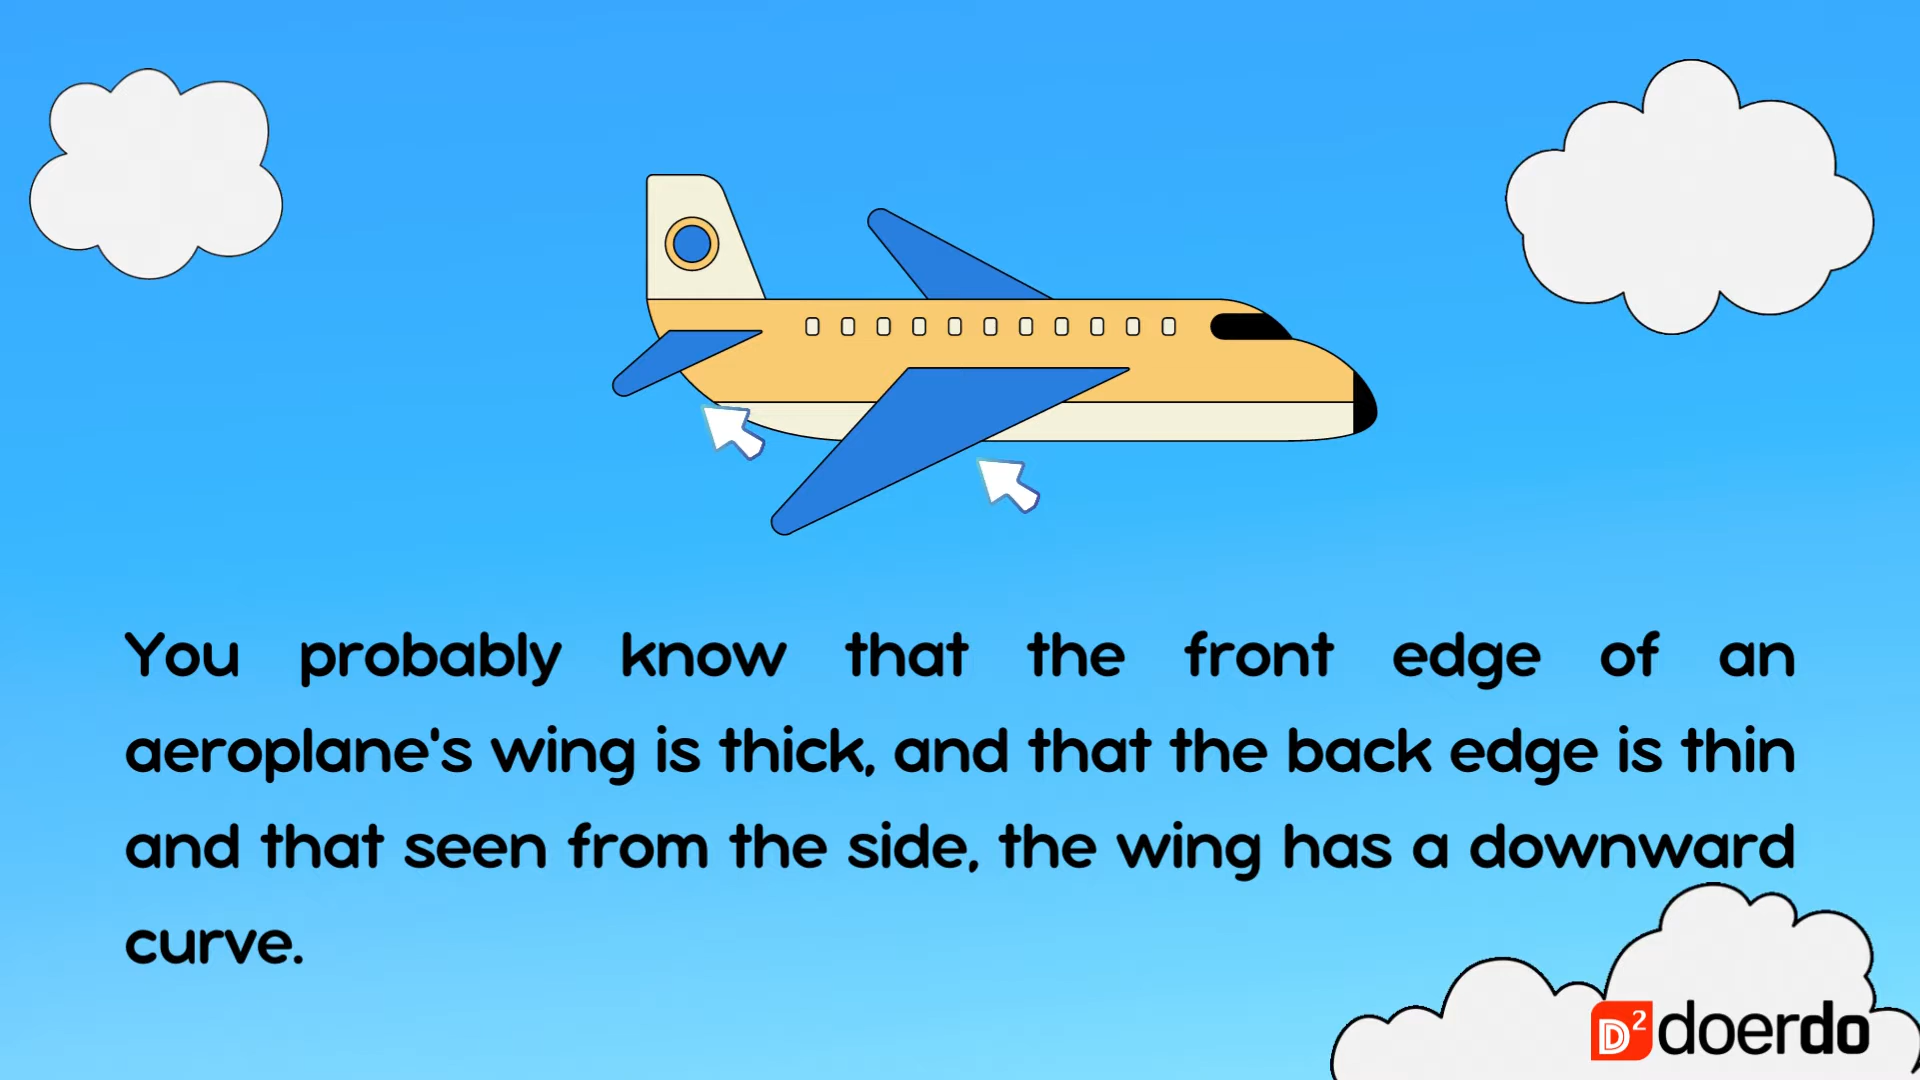 You probably know that the front edge of an
aeroplane's wing is thick, and that the back edge is thin
and that seen from the side, the wing has a downward
curve.
D2 doerdo